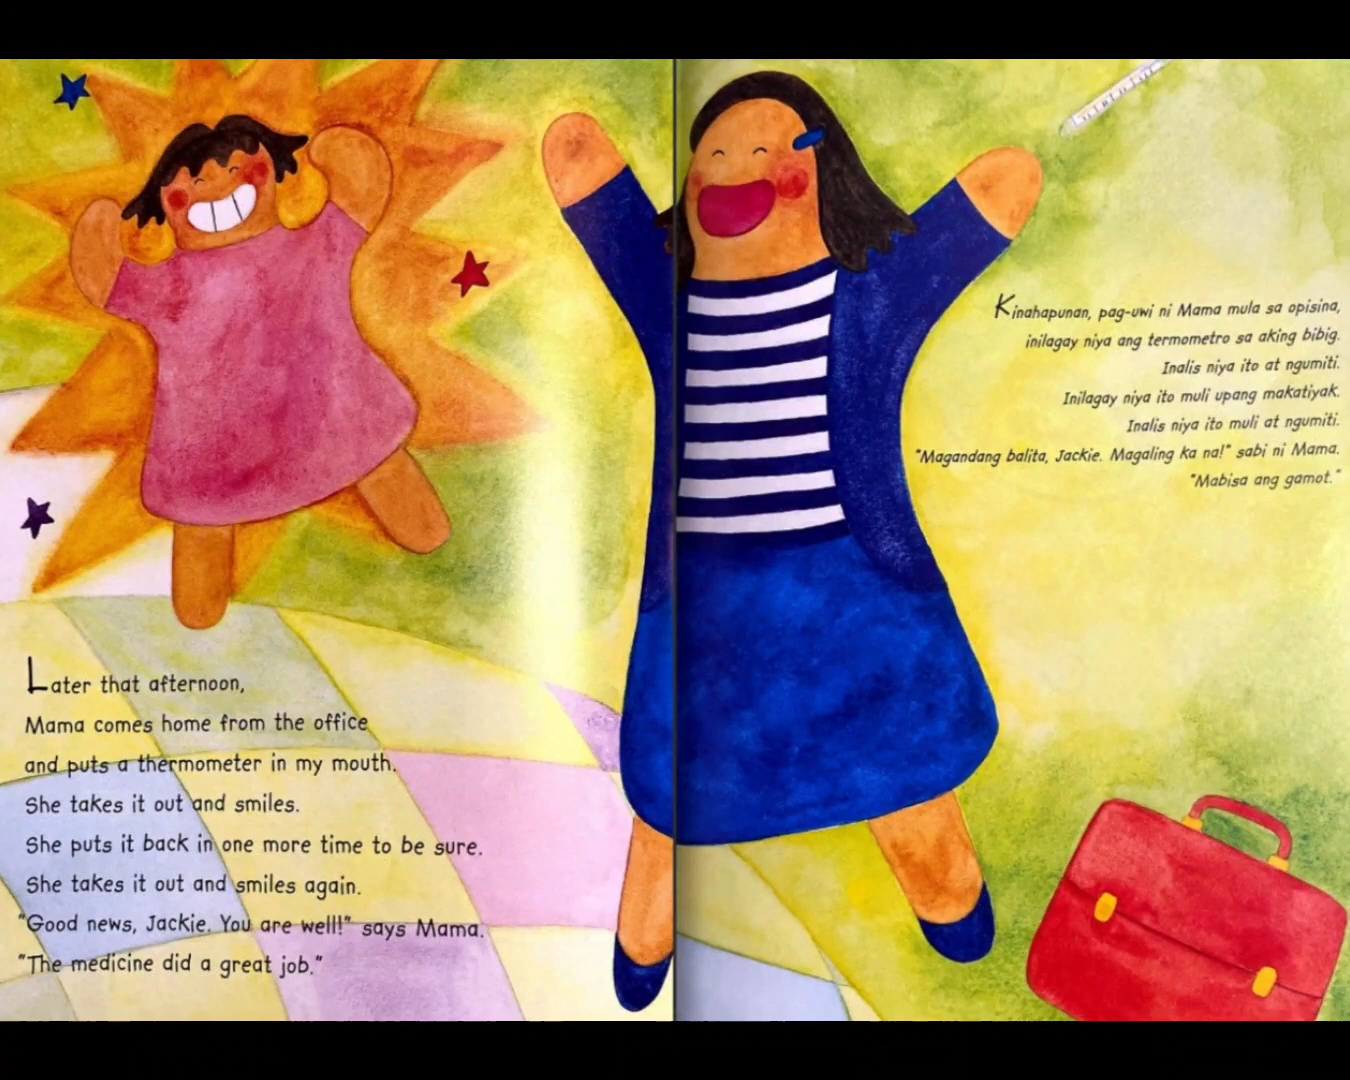 Later that afternoon,
Mama comes home from the office
and puts a thermometer in my mouth.
She takes it out and smiles.
She puts it back in one more time to be sure.
She takes it out and smiles again.
"Good news, Jackie. You are well!" says Mama.
"The medicine did a great job."
Kinahapunan, pag-uwi ni Mama mula sa opisina,
inilagay niya ang termometro sa aking bibig.
Inalis niya ito at ngumiti.
Inilagay niya ito muli upang makatiyak.
Inalis niya ito muli at ngumiti.
"Magandang balita, Jackie. Magaling ka na!" sabi ni Mama.
"Mabisa ang gamot."